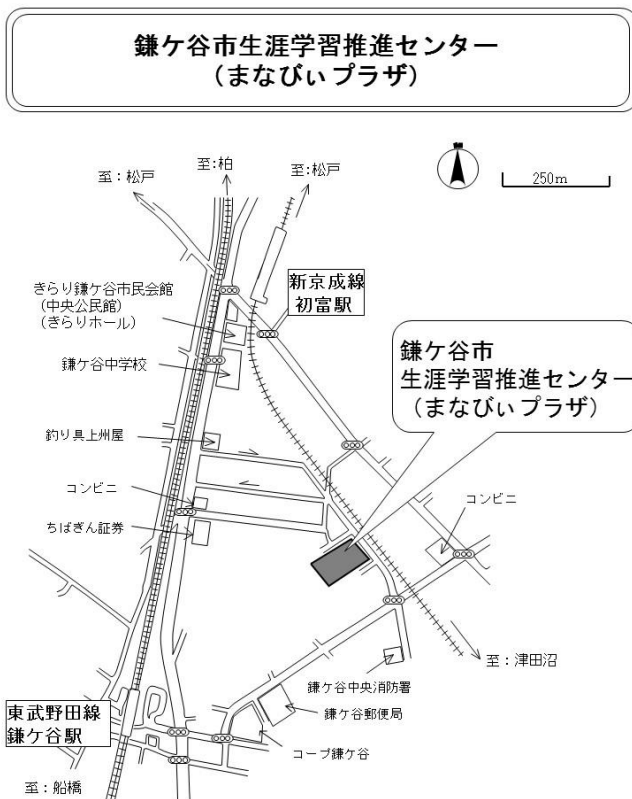 鎌ケ谷市生涯学習推進センター
（まなびぃプラザ）
至：松戸
至:柏
至:松戸
250m
きらり鎌ケ谷市民会館
（中央公民館）
（きらりホール）
新京成線
初富駅
鎌ケ谷中学校
鎌ケ谷市
生涯学習推進センター
（まなびぃプラザ）
釣り具上州屋
コンビニ
コンビニ
ちばぎん証券
至：津田沼
鎌ケ谷中央消防署
東武野田線
鎌ケ谷駅
鎌ケ谷郵便局
コープ鎌ケ谷
至：船橋